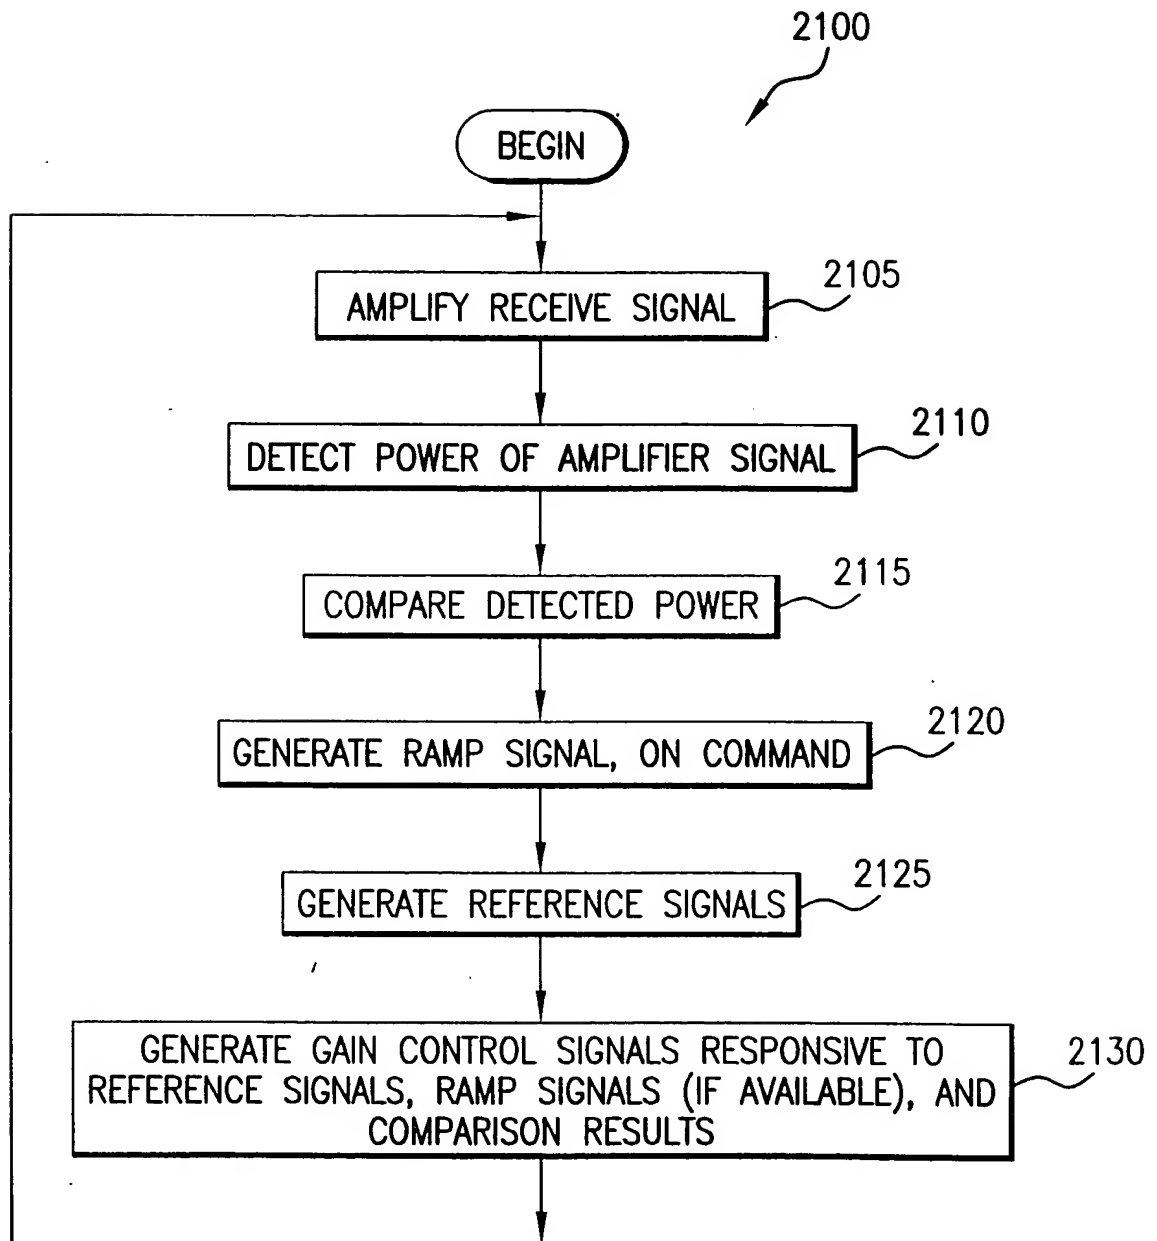 2100
BEGIN
2105
AMPLIFY RECEIVE SIGNAL
2110
DETECT POWER OF AMPLIFIER SIGNAL
2115
COMPARE DETECTED POWER
2120
GENERATE RAMP SIGNAL, ON COMMAND
2125
GENERATE REFERENCE SIGNALS
2130
GENERATE GAIN CONTROL SIGNALS RESPONSIVE TO
REFERENCE SIGNALS, RAMP SIGNALS (IF AVAILABLE), AND
COMPARISON RESULTS